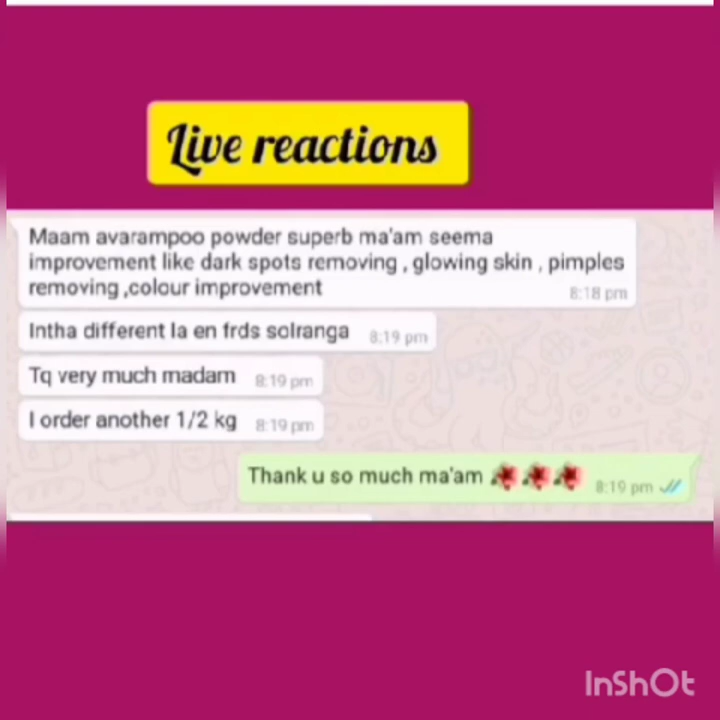 Live reactions
Maam avarampoo powder superb ma'am seema
improvement like dark spots removing , glowing skin , pimples
removing ,colour improvement
8:18 pm
Intha different la en frds solranga 8:19 pm
Tq very much madam 8:19 pm
I order another 1/2 kg 8:19 pm
Thank u so much ma'am 🌺🌺🌺 8:19 pm
InShOt